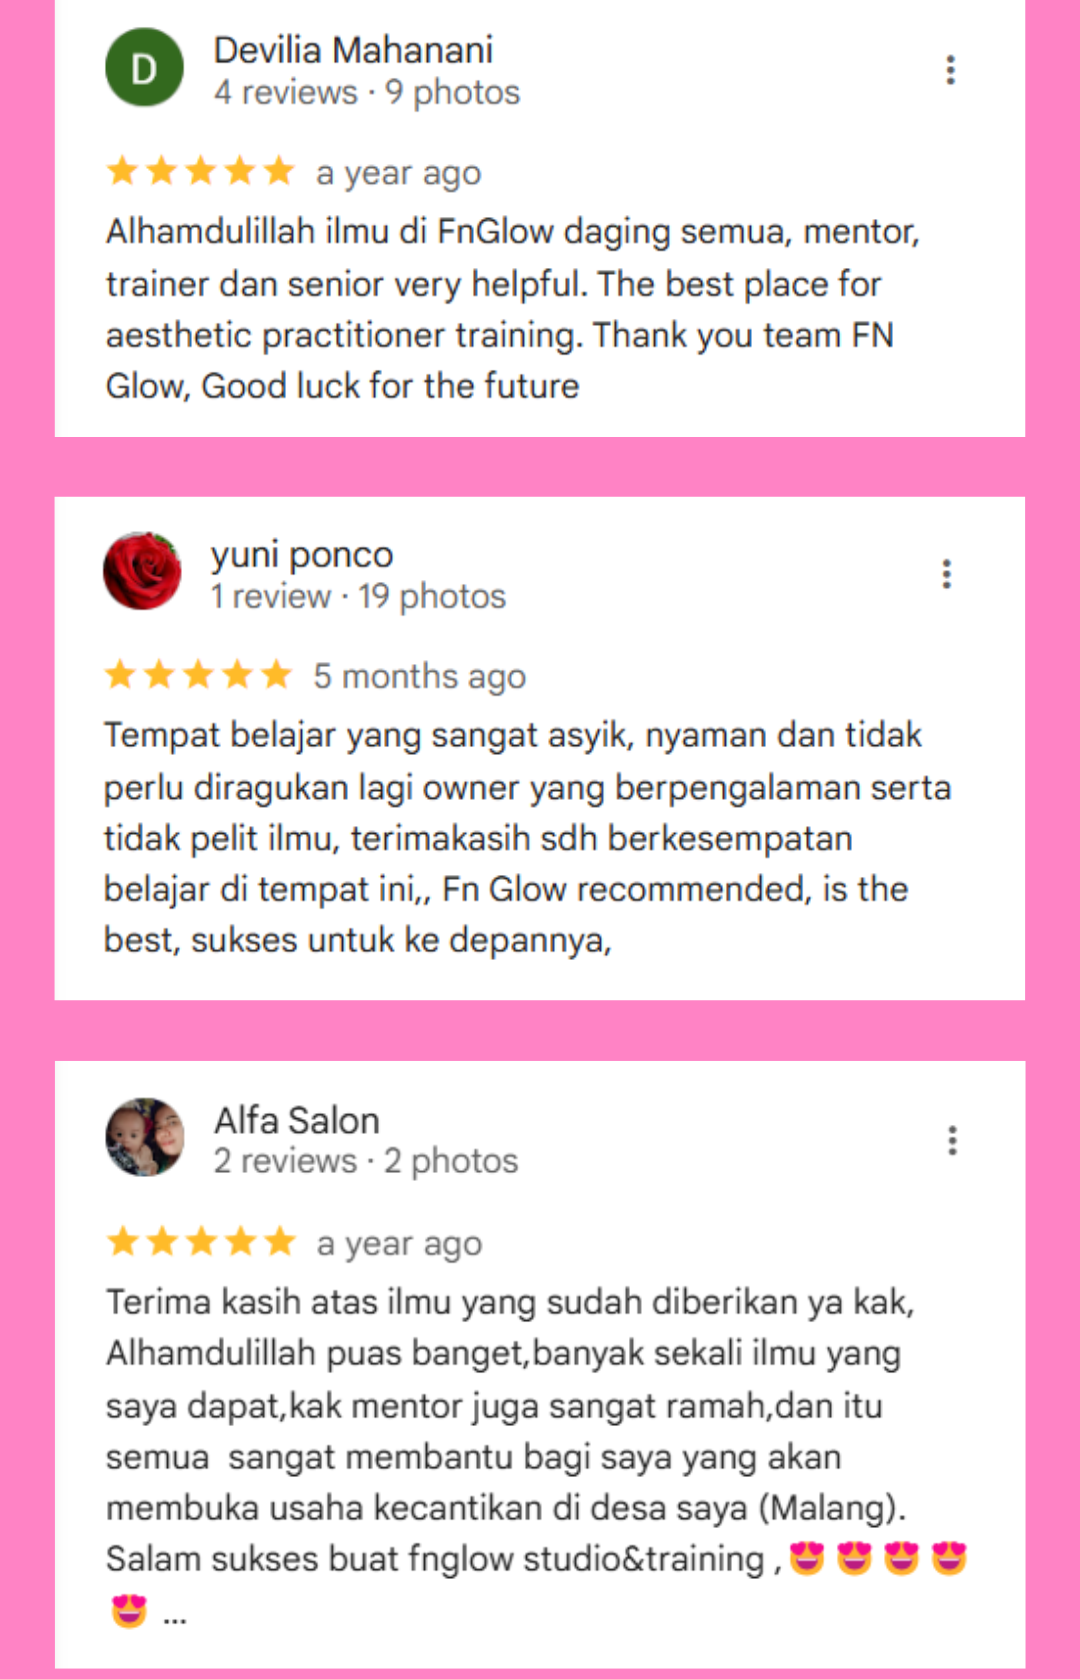 D
Devilia Mahanani
4 reviews · 9 photos
★★★★★ a year ago
Alhamdulillah ilmu di FnGlow daging semua, mentor,
trainer dan senior very helpful. The best place for
aesthetic practitioner training. Thank you team FN
Glow, Good luck for the future
yuni ponco
1 review · 19 photos
★★★★★ 5 months ago
Tempat belajar yang sangat asyik, nyaman dan tidak
perlu diragukan lagi owner yang berpengalaman serta
tidak pelit ilmu, terimakasih sdh berkesempatan
belajar di tempat ini,, Fn Glow recommended, is the
best, sukses untuk ke depannya,
Alfa Salon
2 reviews · 2 photos
★★★★★ a year ago
Terima kasih atas ilmu yang sudah diberikan ya kak,
Alhamdulillah puas banget,banyak sekali ilmu yang
saya dapat,kak mentor juga sangat ramah,dan itu
semua  sangat membantu bagi saya yang akan
membuka usaha kecantikan di desa saya (Malang).
Salam sukses buat fnglow studio&training ,😍😍😍😍
😍 ...